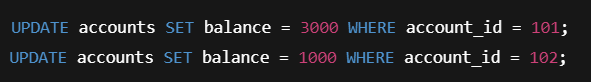 UPDATE accounts SET balance = 3000 WHERE account_id = 101;
UPDATE accounts SET balance = 1000 WHERE account_id = 102;